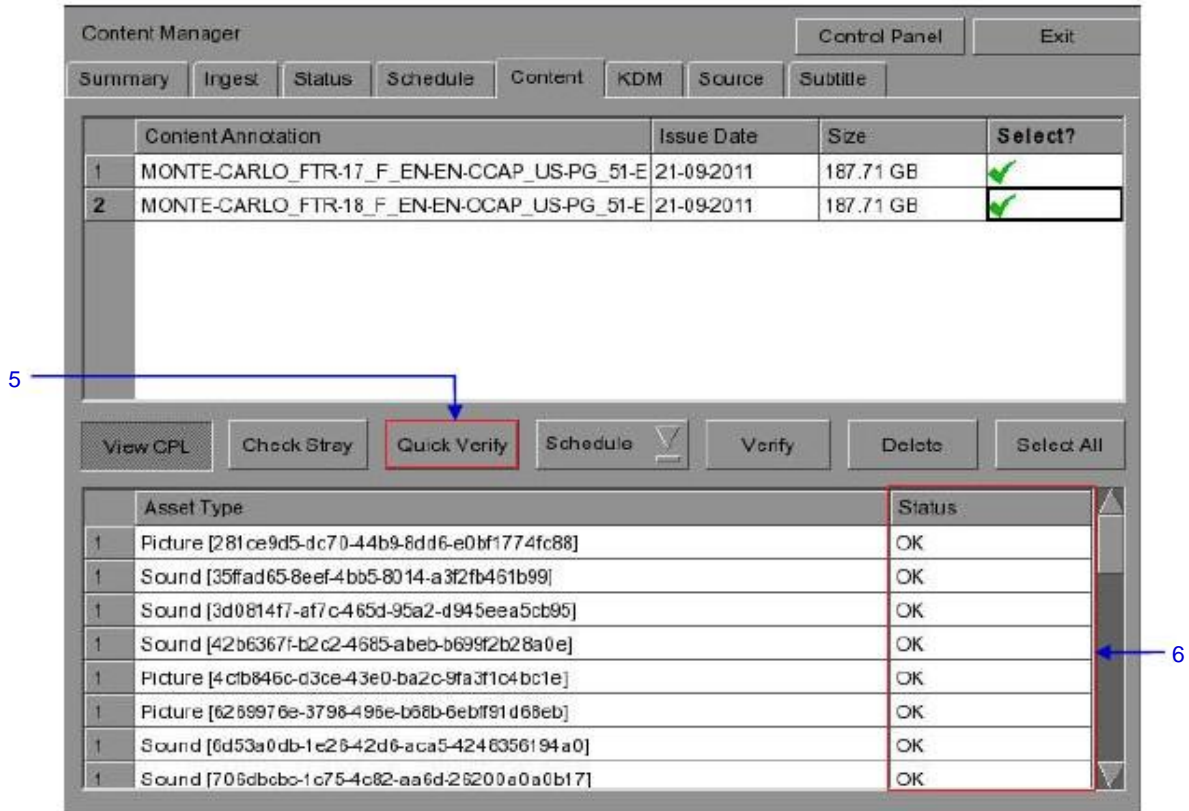 Content Manager Control Panel Exit
Summary Ingest Status Schedule Content KDM Source Subtitle
Content Annotation Issue Date Size Select?
1 MONTE-CARLO_FTR-17_F_EN-EN-CCAP_US-PG_51-E 21-09-2011 187.71 GB
2 MONTE-CARLO_FTR-18_F_EN-EN-CCAP_US-PG_51-E 21-09-2011 187.71 GB
5
View CPL Check Stray Quick Verify Schedule Verify Delete Select All
Asset Type Status
1 Picture [281ce9d5-dc70-44b9-8dd6-e0bf1774fc88] OK
1 Sound [35ffad65-8eef-4bb5-8014-a3f2fb461b99] OK
1 Sound [3d0814f7-af7c-465d-95a2-d945eea5cb95] OK
1 Sound [42b6367f-b2c2-4685-abeb-b699f2b28a0e] OK
1 Picture [4cfb846c-d3ce-43e0-ba2c-9fa3f1c4bc1e] OK
6
1 Picture [6269976e-3798-496e-b68b-6ebff91d68eb] OK
1 Sound [6d53a0db-1e26-42d6-aca5-4248356194a0] OK
1 Sound [706dbcbc-1c75-4c82-aa6d-26200a0a0b17] OK